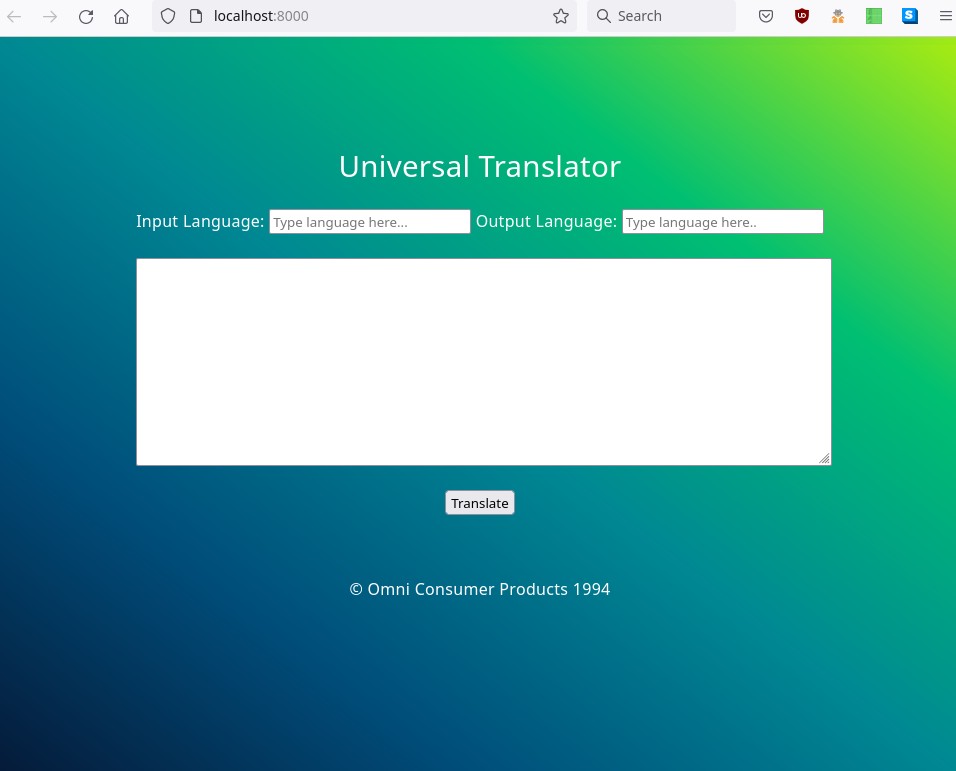 localhost:8000
Search
Universal Translator
Input Language: Type language here... Output Language: Type language here..
Translate
© Omni Consumer Products 1994